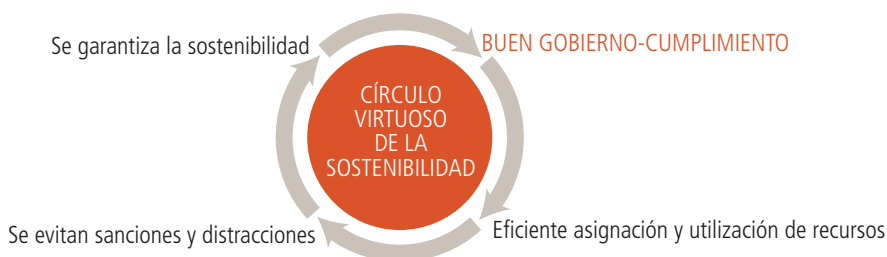 Se garantiza la sostenibilidad
BUEN GOBIERNO-CUMPLIMIENTO
CÍRCULO
VIRTUOSO
DE LA
SOSTENIBILIDAD
Se evitan sanciones y distracciones
Eficiente asignación y utilización de recursos